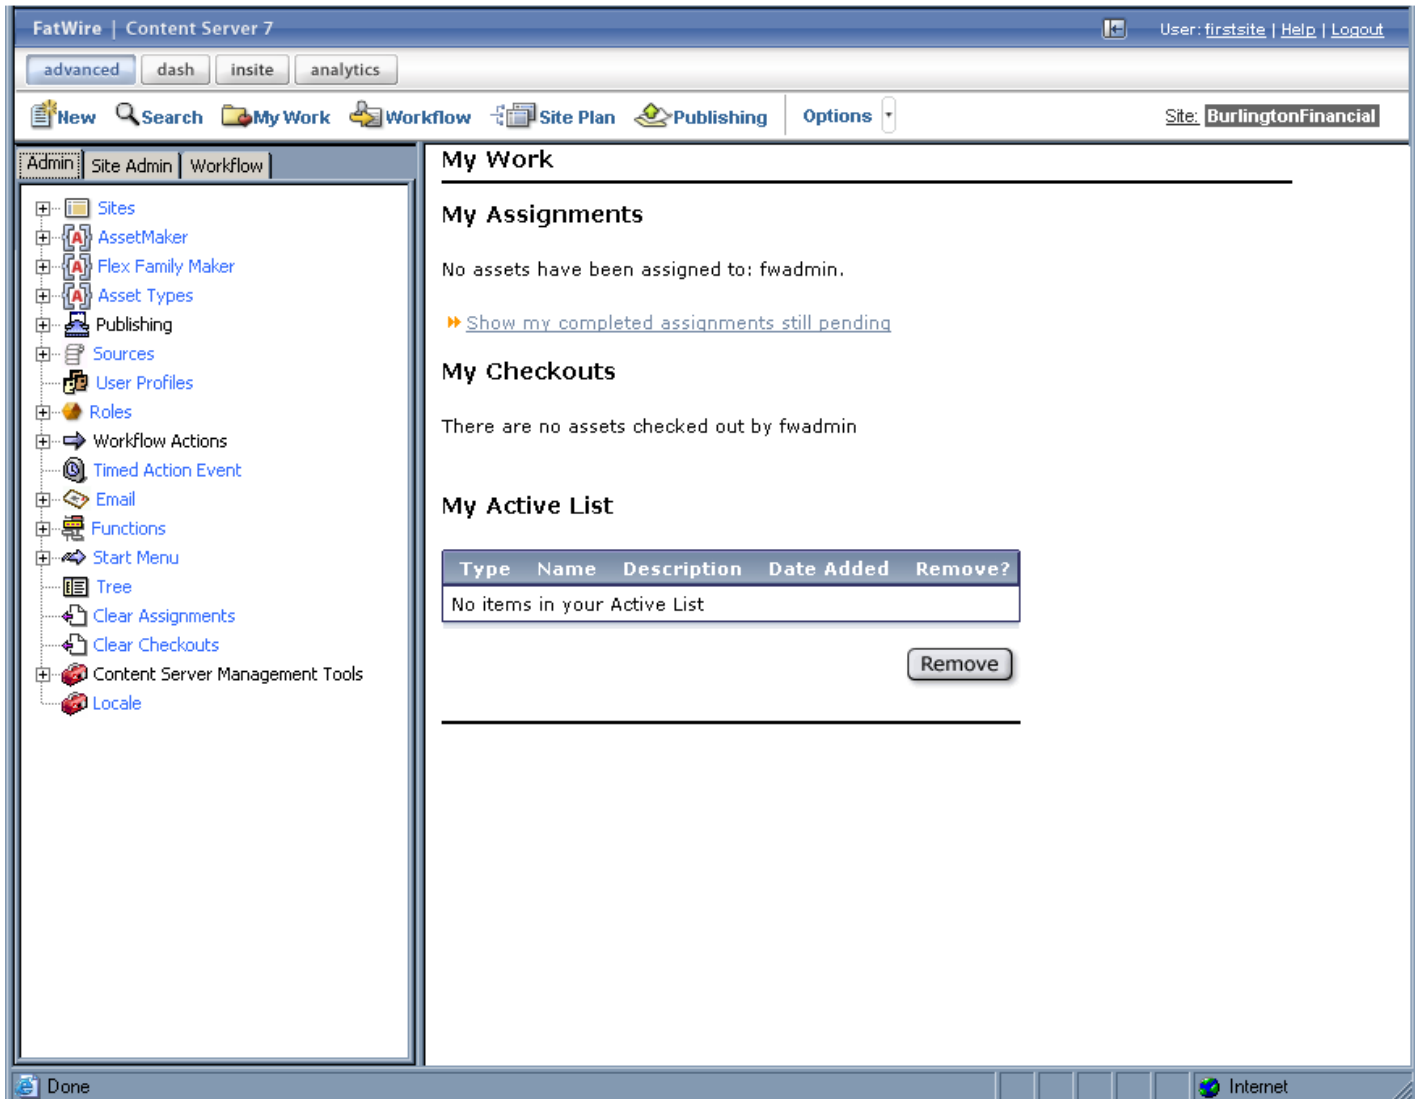 FatWire | Content Server 7
User: firstsite | Help | Logout
advanced dash insite analytics
New Search My Work Workflow Site Plan Publishing Options Site: BurlingtonFinancial
Admin Site Admin Workflow
Sites
AssetMaker
Flex Family Maker
Asset Types
Publishing
Sources
User Profiles
Roles
Workflow Actions
Timed Action Event
Email
Functions
Start Menu
Tree
Clear Assignments
Clear Checkouts
Content Server Management Tools
Locale
My Work
My Assignments
No assets have been assigned to: fwadmin.
Show my completed assignments still pending
My Checkouts
There are no assets checked out by fwadmin
My Active List
Type Name Description Date Added Remove?
No items in your Active List
Remove
Done Internet